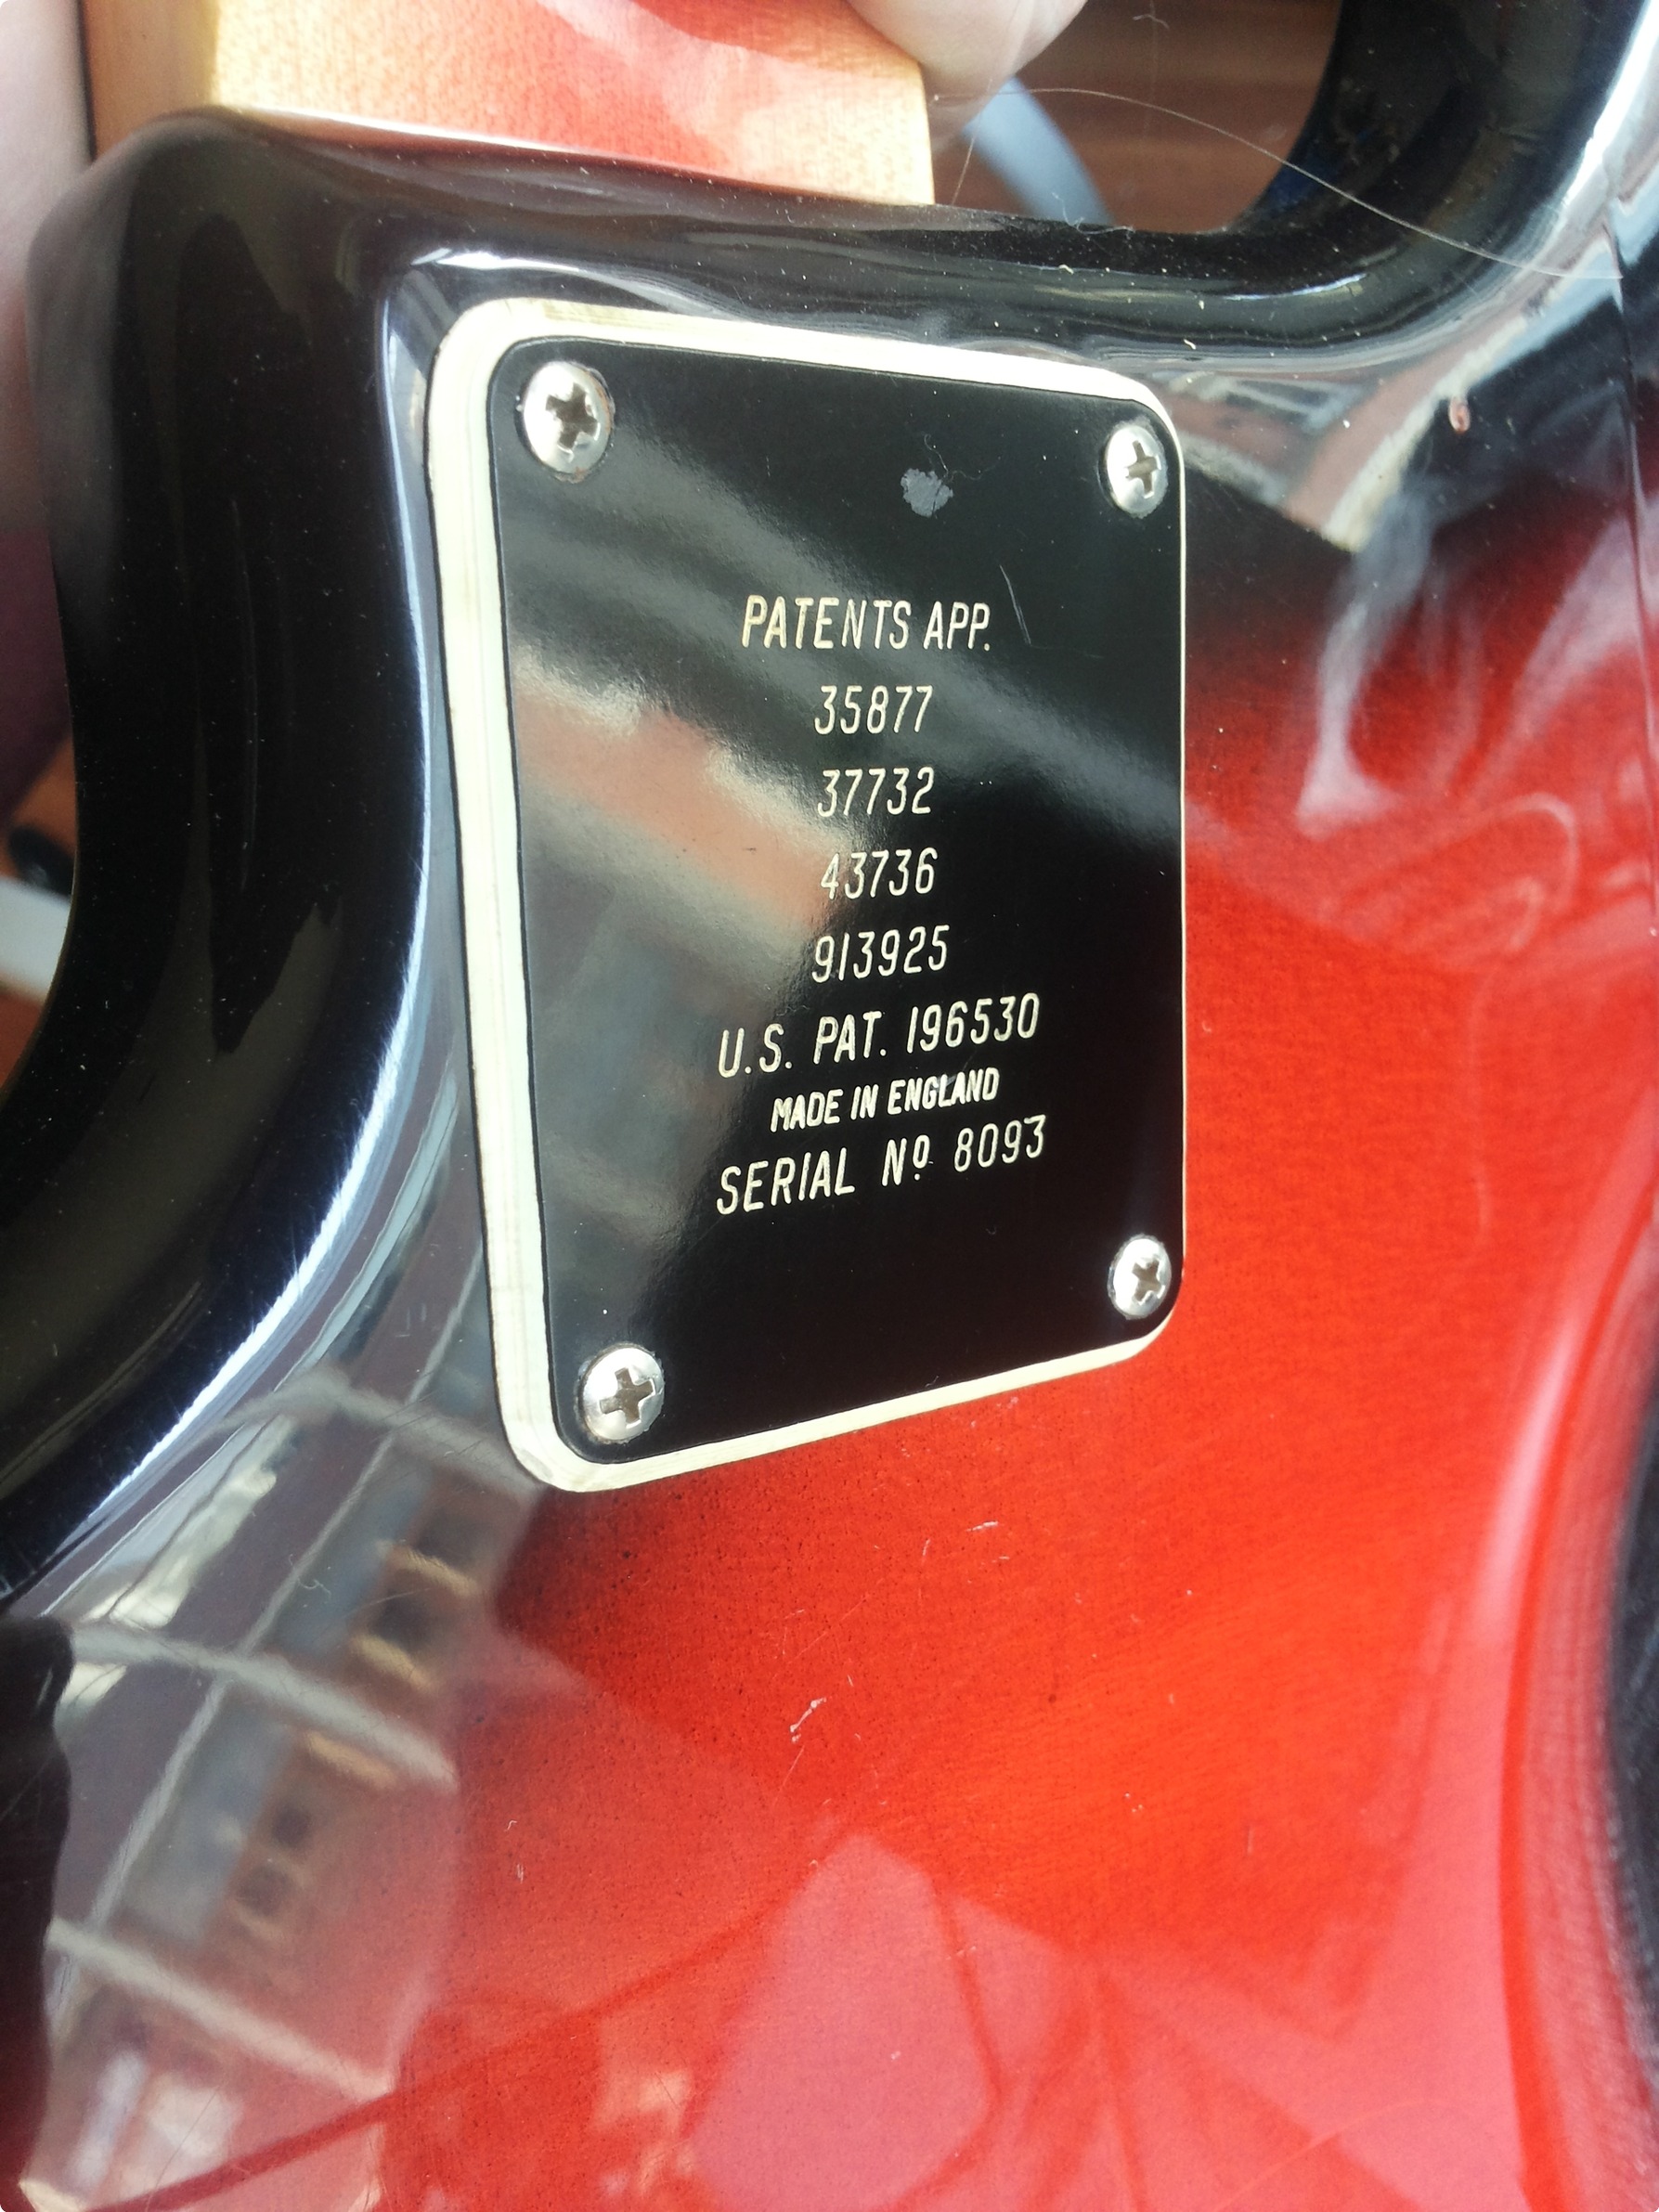 PATENTS APP.
35877
37732
43736
913925
U.S. PAT. 196530
MADE IN ENGLAND
SERIAL Nº 8093